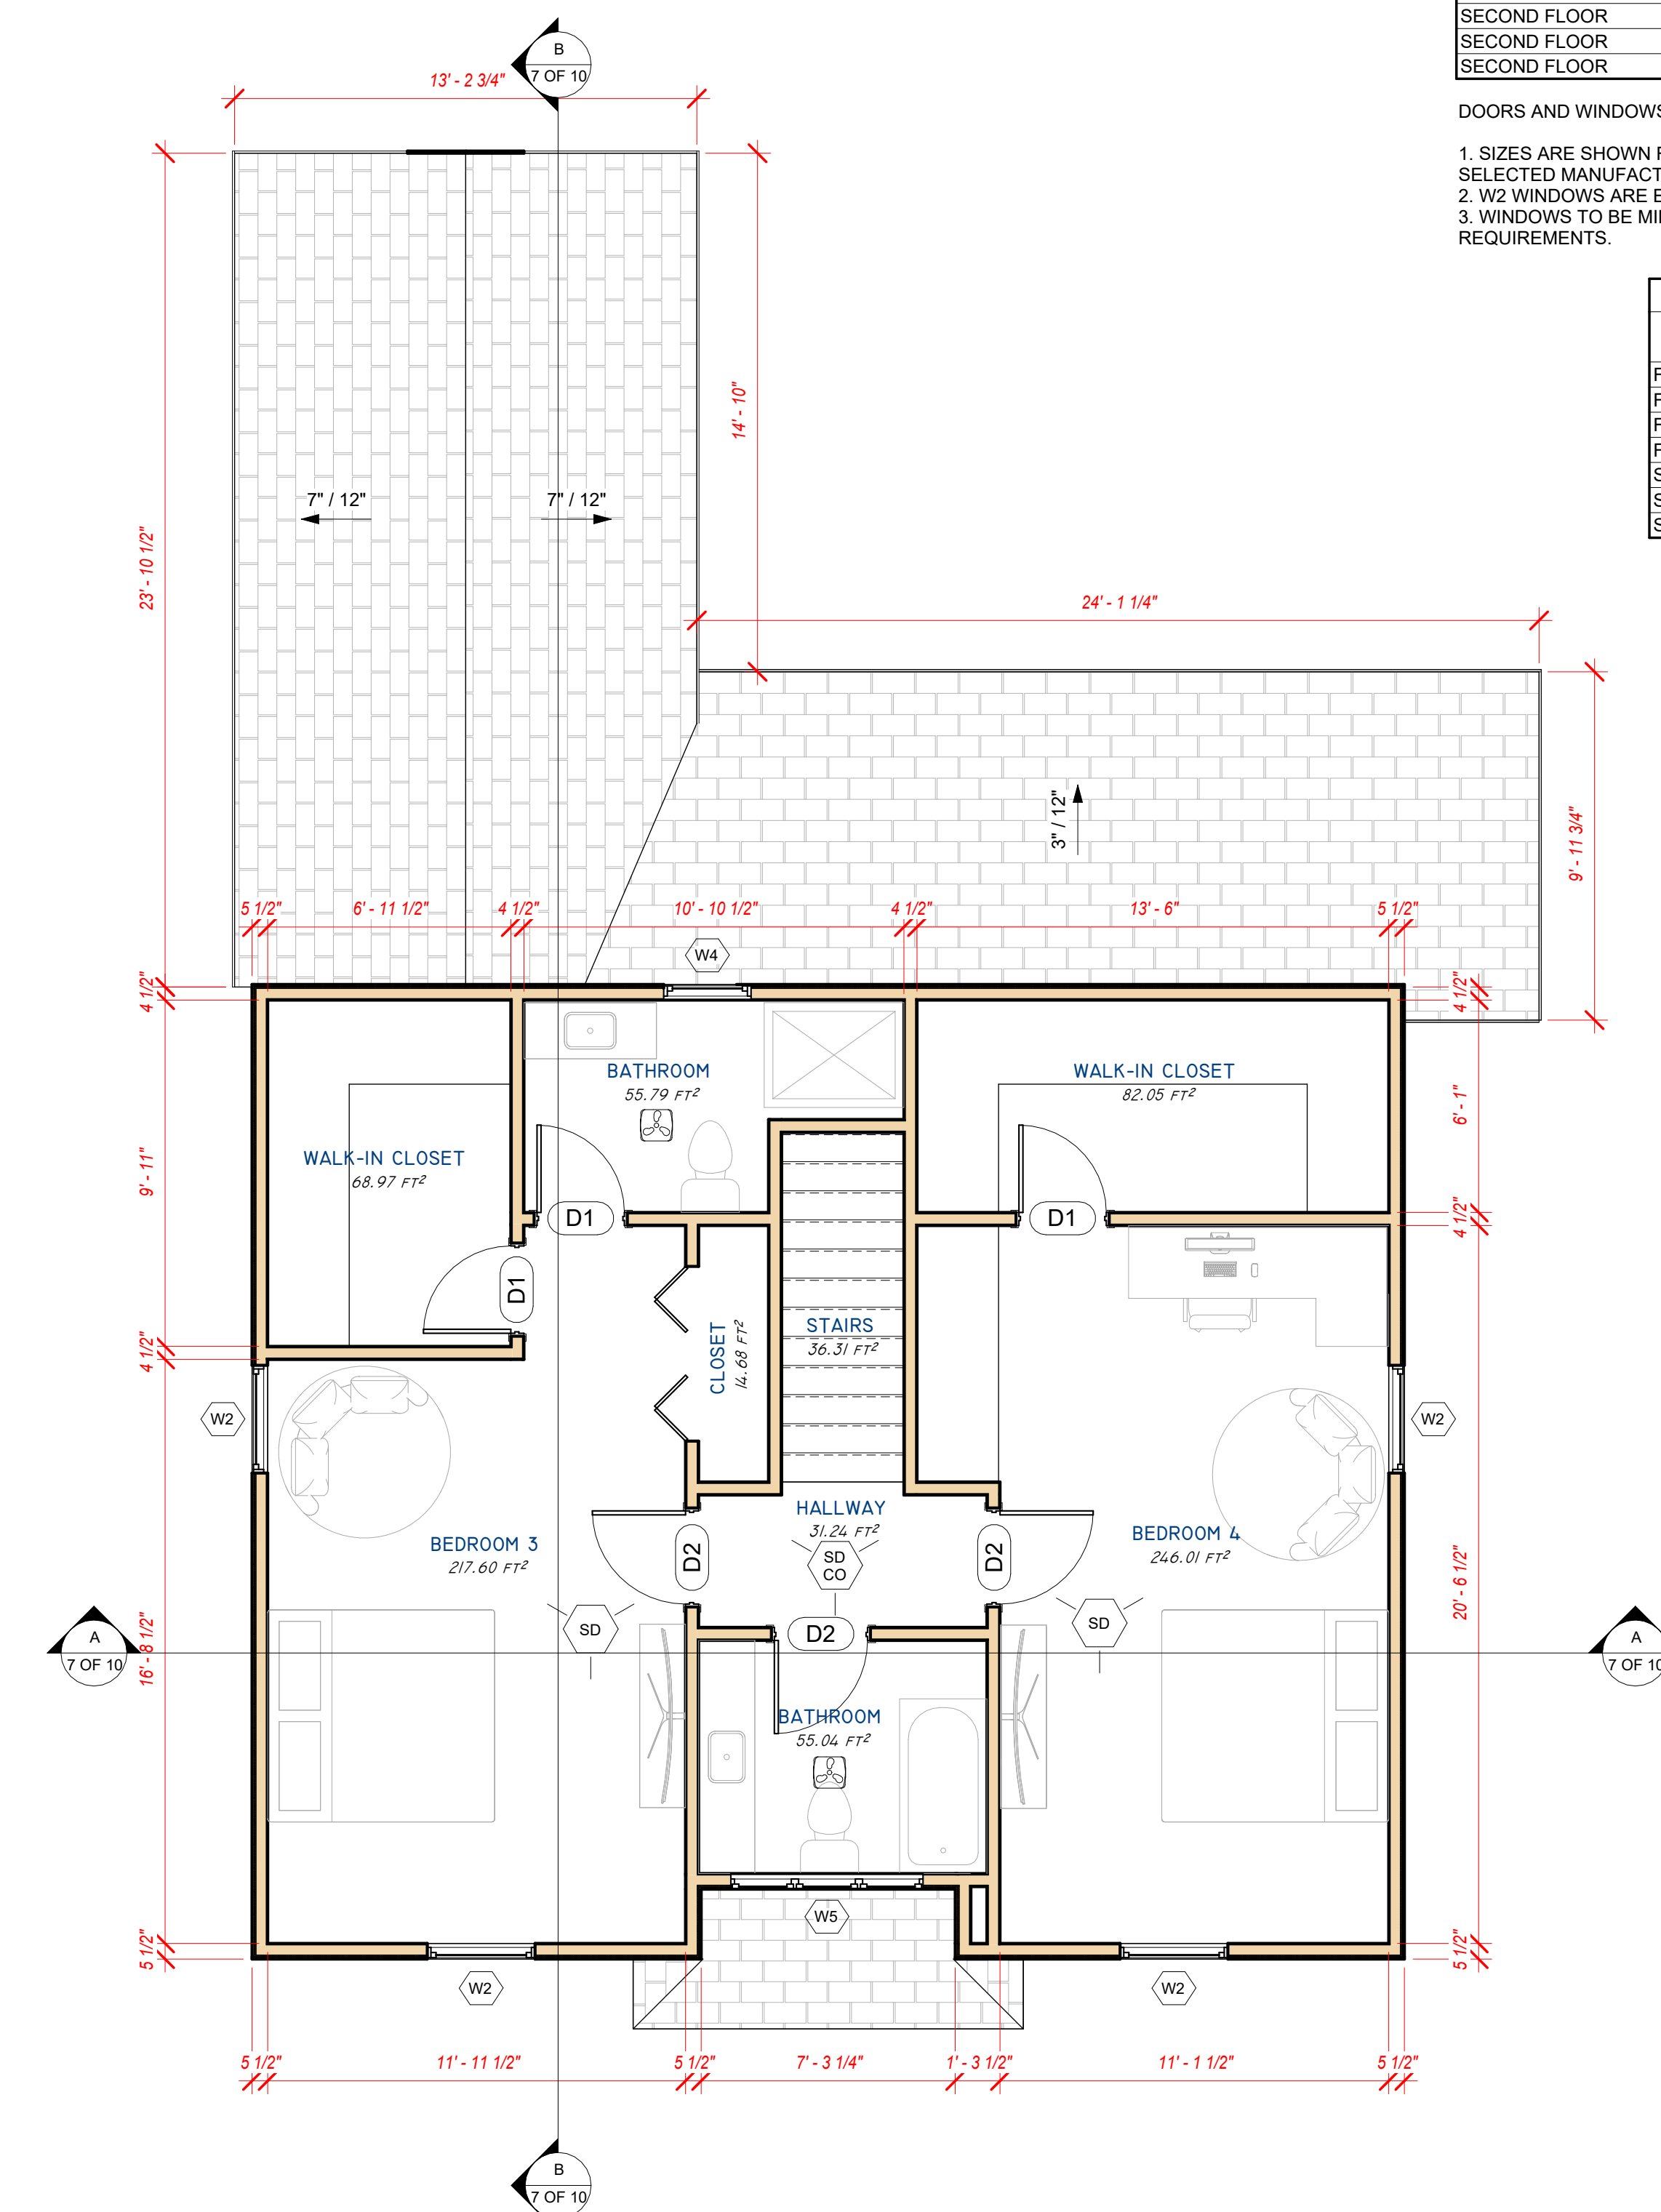 SECOND FLOOR
SECOND FLOOR
SECOND FLOOR
DOORS AND WINDOWS
1. SIZES ARE SHOWN
SELECTED
2. W2 WINDOWS ARE
3. WINDOWS TO BE
REQUIREMENTS.
B
7 OF 10
13' - 2 3/4"
14' - 10"
23' - 10 1/2"
7" / 12"
7" / 12"
24' - 1 1/4"
3" / 12"
9' - 11 3/4"
5 1/2"
6' - 11 1/2"
4 1/2"
10' - 10 1/2"
4 1/2"
13' - 6"
5 1/2"
W4
4 1/2"
4 1/2"
BATHROOM
55.79 FT²
WALK-IN CLOSET
82.05 FT²
6' - 1"
WALK-IN CLOSET
68.97 FT²
9' - 11"
D1
D1
4 1/2"
D1
CLOSET
14.68 FT²
STAIRS
36.31 FT²
4 1/2"
W2
W2
HALLWAY
31.24 FT²
BEDROOM 3
217.60 FT²
BEDROOM 4
246.01 FT²
D2
D2
SD
CO
SD
SD
D2
20' - 6 1/2"
A
7 OF 10
16' - 8 1/2"
A
7 OF 10
BATHROOM
55.04 FT²
W5
5 1/2"
5 1/2"
W2
W2
5 1/2"
11' - 11 1/2"
5 1/2"
7' - 3 1/4"
1' - 3 1/2"
11' - 1 1/2"
5 1/2"
B
7 OF 10